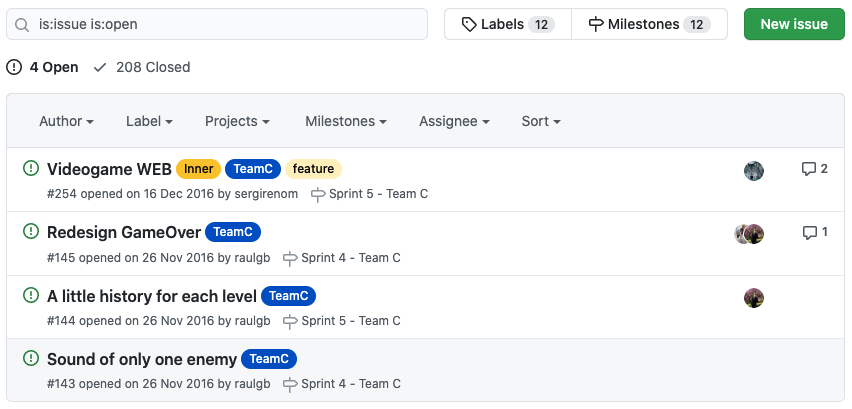 is:issue is:open Labels 12 Milestones 12 New issue
4 Open 208 Closed
Author Label Projects Milestones Assignee Sort
Videogame WEB Inner TeamC feature 2
#254 opened on 16 Dec 2016 by sergirenom Sprint 5 - Team C
Redesign GameOver TeamC 1
#145 opened on 26 Nov 2016 by raulgb Sprint 4 - Team C
A little history for each level TeamC
#144 opened on 26 Nov 2016 by raulgb Sprint 5 - Team C
Sound of only one enemy TeamC
#143 opened on 26 Nov 2016 by raulgb Sprint 4 - Team C